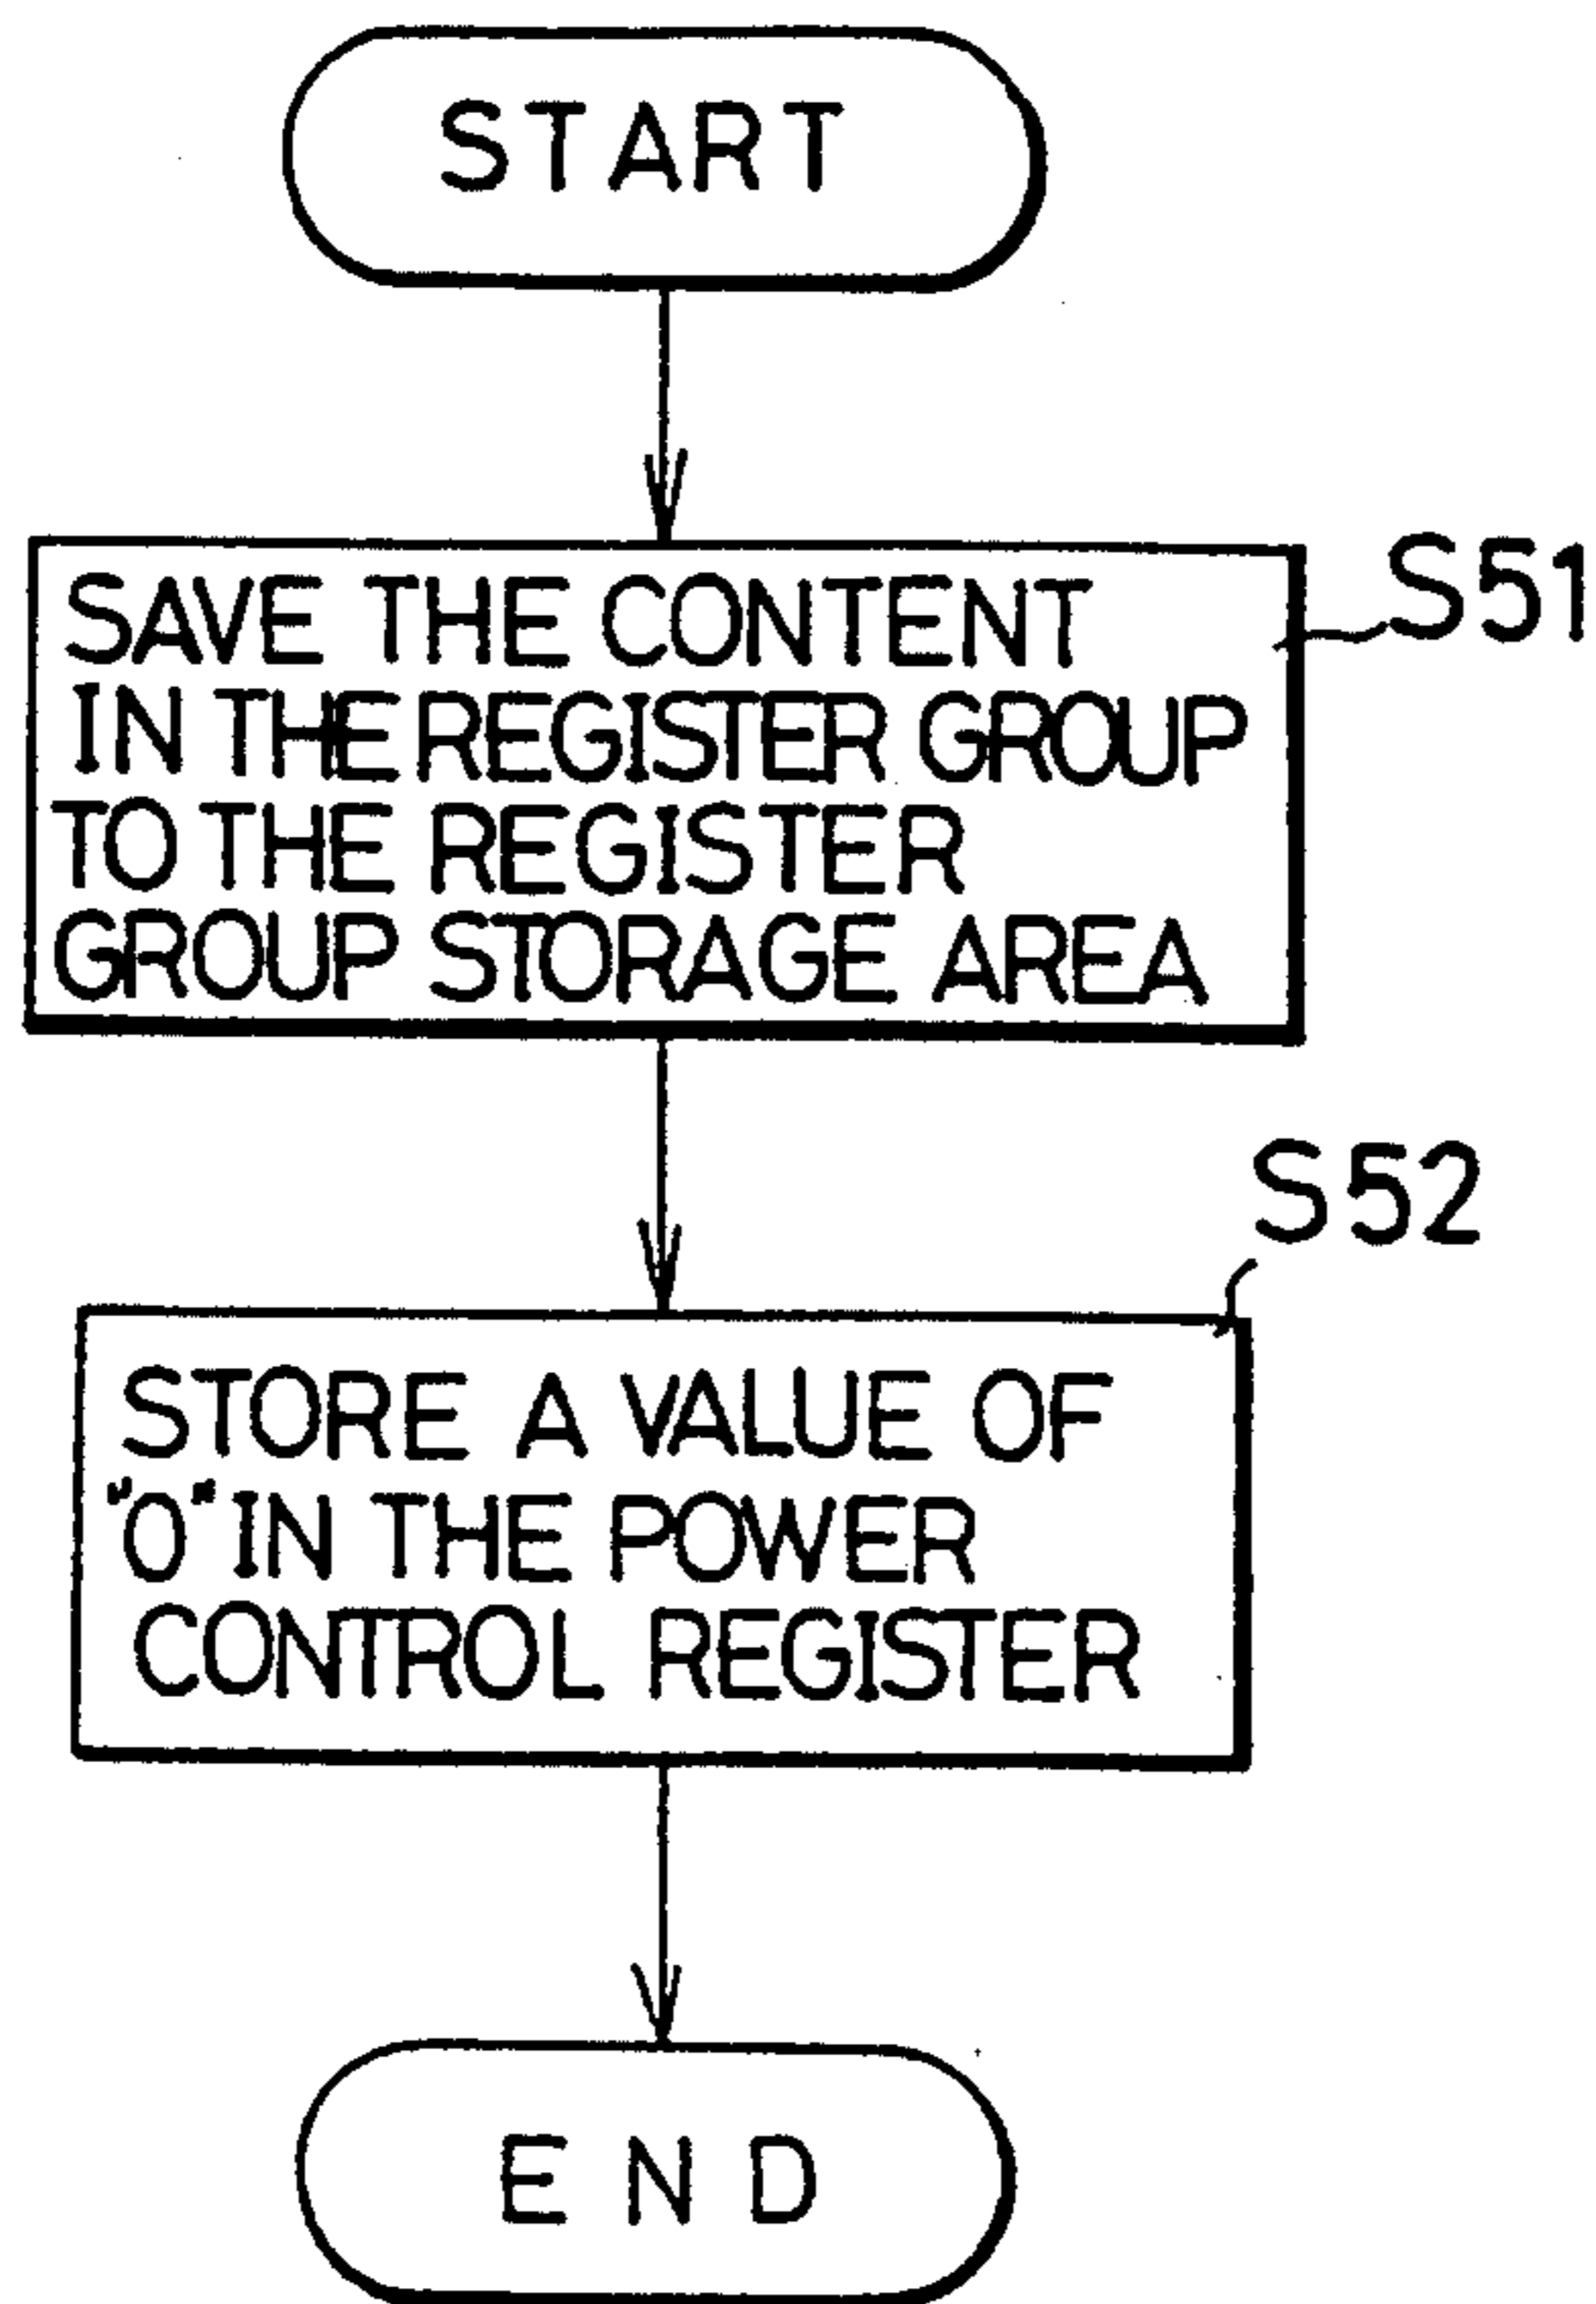 START
SAVE THE CONTENT
S51
IN THE REGISTER GROUP
TO THE REGISTER
GROUP STORAGE AREA
S52
STORE A VALUE OF
"0" IN THE POWER
CONTROL REGISTER
END